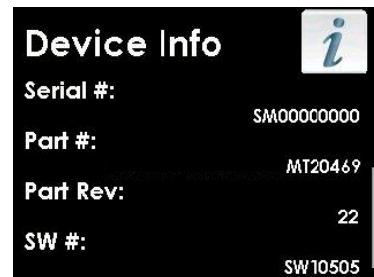 Device Info
i
Serial #:
SM00000000
Part #:
MT20469
Part Rev:
22
SW #:
SW10505